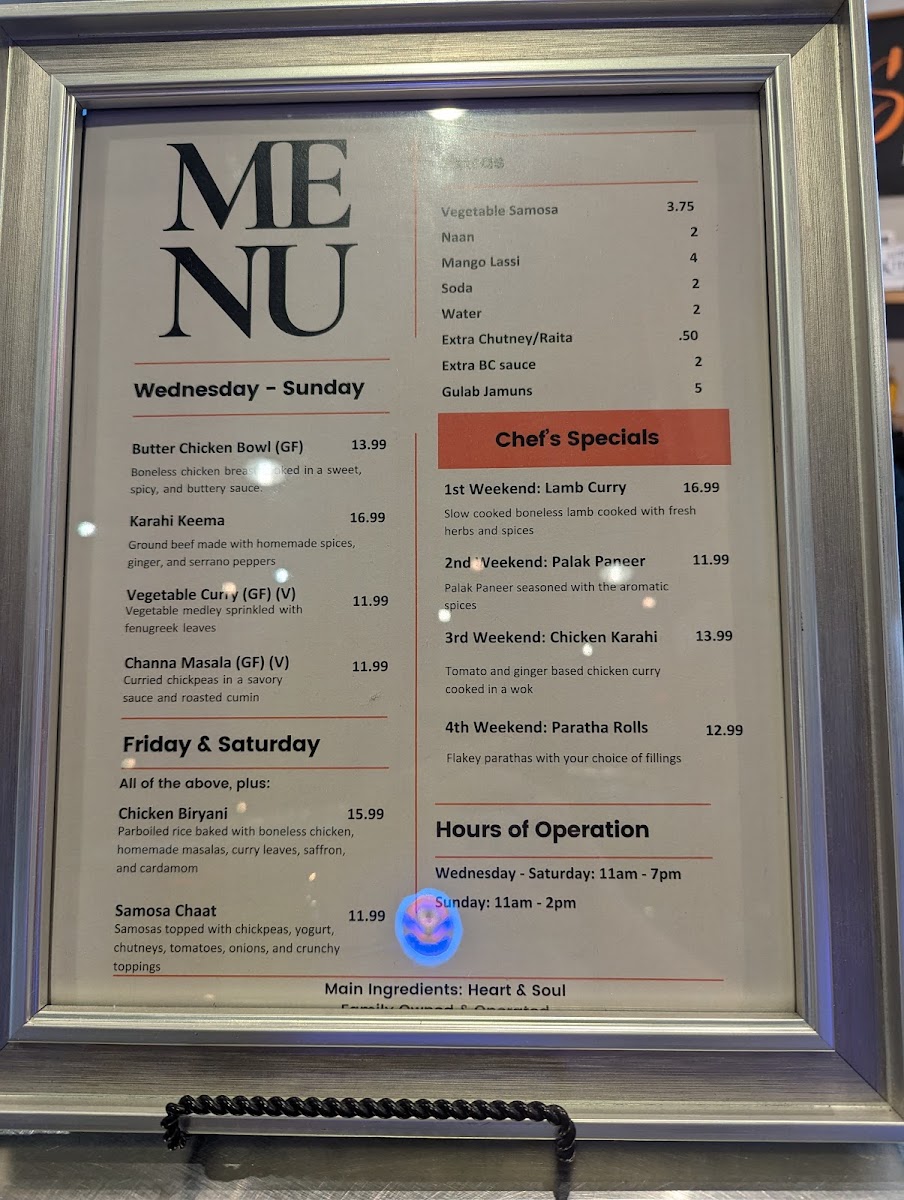 ME
NU
Wednesday - Sunday
Butter Chicken Bowl (GF) 13.99
Boneless chicken in a sweet,
spicy, and buttery sauce.
Karahi Keema 16.99
Ground beef made with homemade spices,
ginger, and serrano peppers
Vegetable Curry (GF) (V) 11.99
Vegetable medley sprinkled with
fenugreek leaves
Channa Masala (GF) (V) 11.99
Curried chickpeas in a savory
sauce and roasted cumin
Friday & Saturday
All of the above, plus:
Chicken Biryani 15.99
Parboiled rice baked with boneless chicken,
homemade masalas, curry leaves, saffron,
and cardamom
Samosa Chaat 11.99
Samosas topped with chickpeas, yogurt,
chutneys, tomatoes, onions, and crunchy
toppings
Vegetable Samosa 3.75
Naan 2
Mango Lassi 4
Soda 2
Water 2
Extra Chutney/Raita .50
Extra BC sauce 2
Gulab Jamuns 5
Chef's Specials
1st Weekend: Lamb Curry 16.99
Slow cooked boneless lamb cooked with fresh
herbs and spices
2nd Weekend: Palak Paneer 11.99
Palak Paneer seasoned with the aromatic
spices
3rd Weekend: Chicken Karahi 13.99
Tomato and ginger based chicken curry
cooked in a wok
4th Weekend: Paratha Rolls 12.99
Flakey parathas with your choice of fillings
Hours of Operation
Wednesday - Saturday: 11am - 7pm
Sunday: 11am - 2pm
Main Ingredients: Heart & Soul
Family Owned & Operated